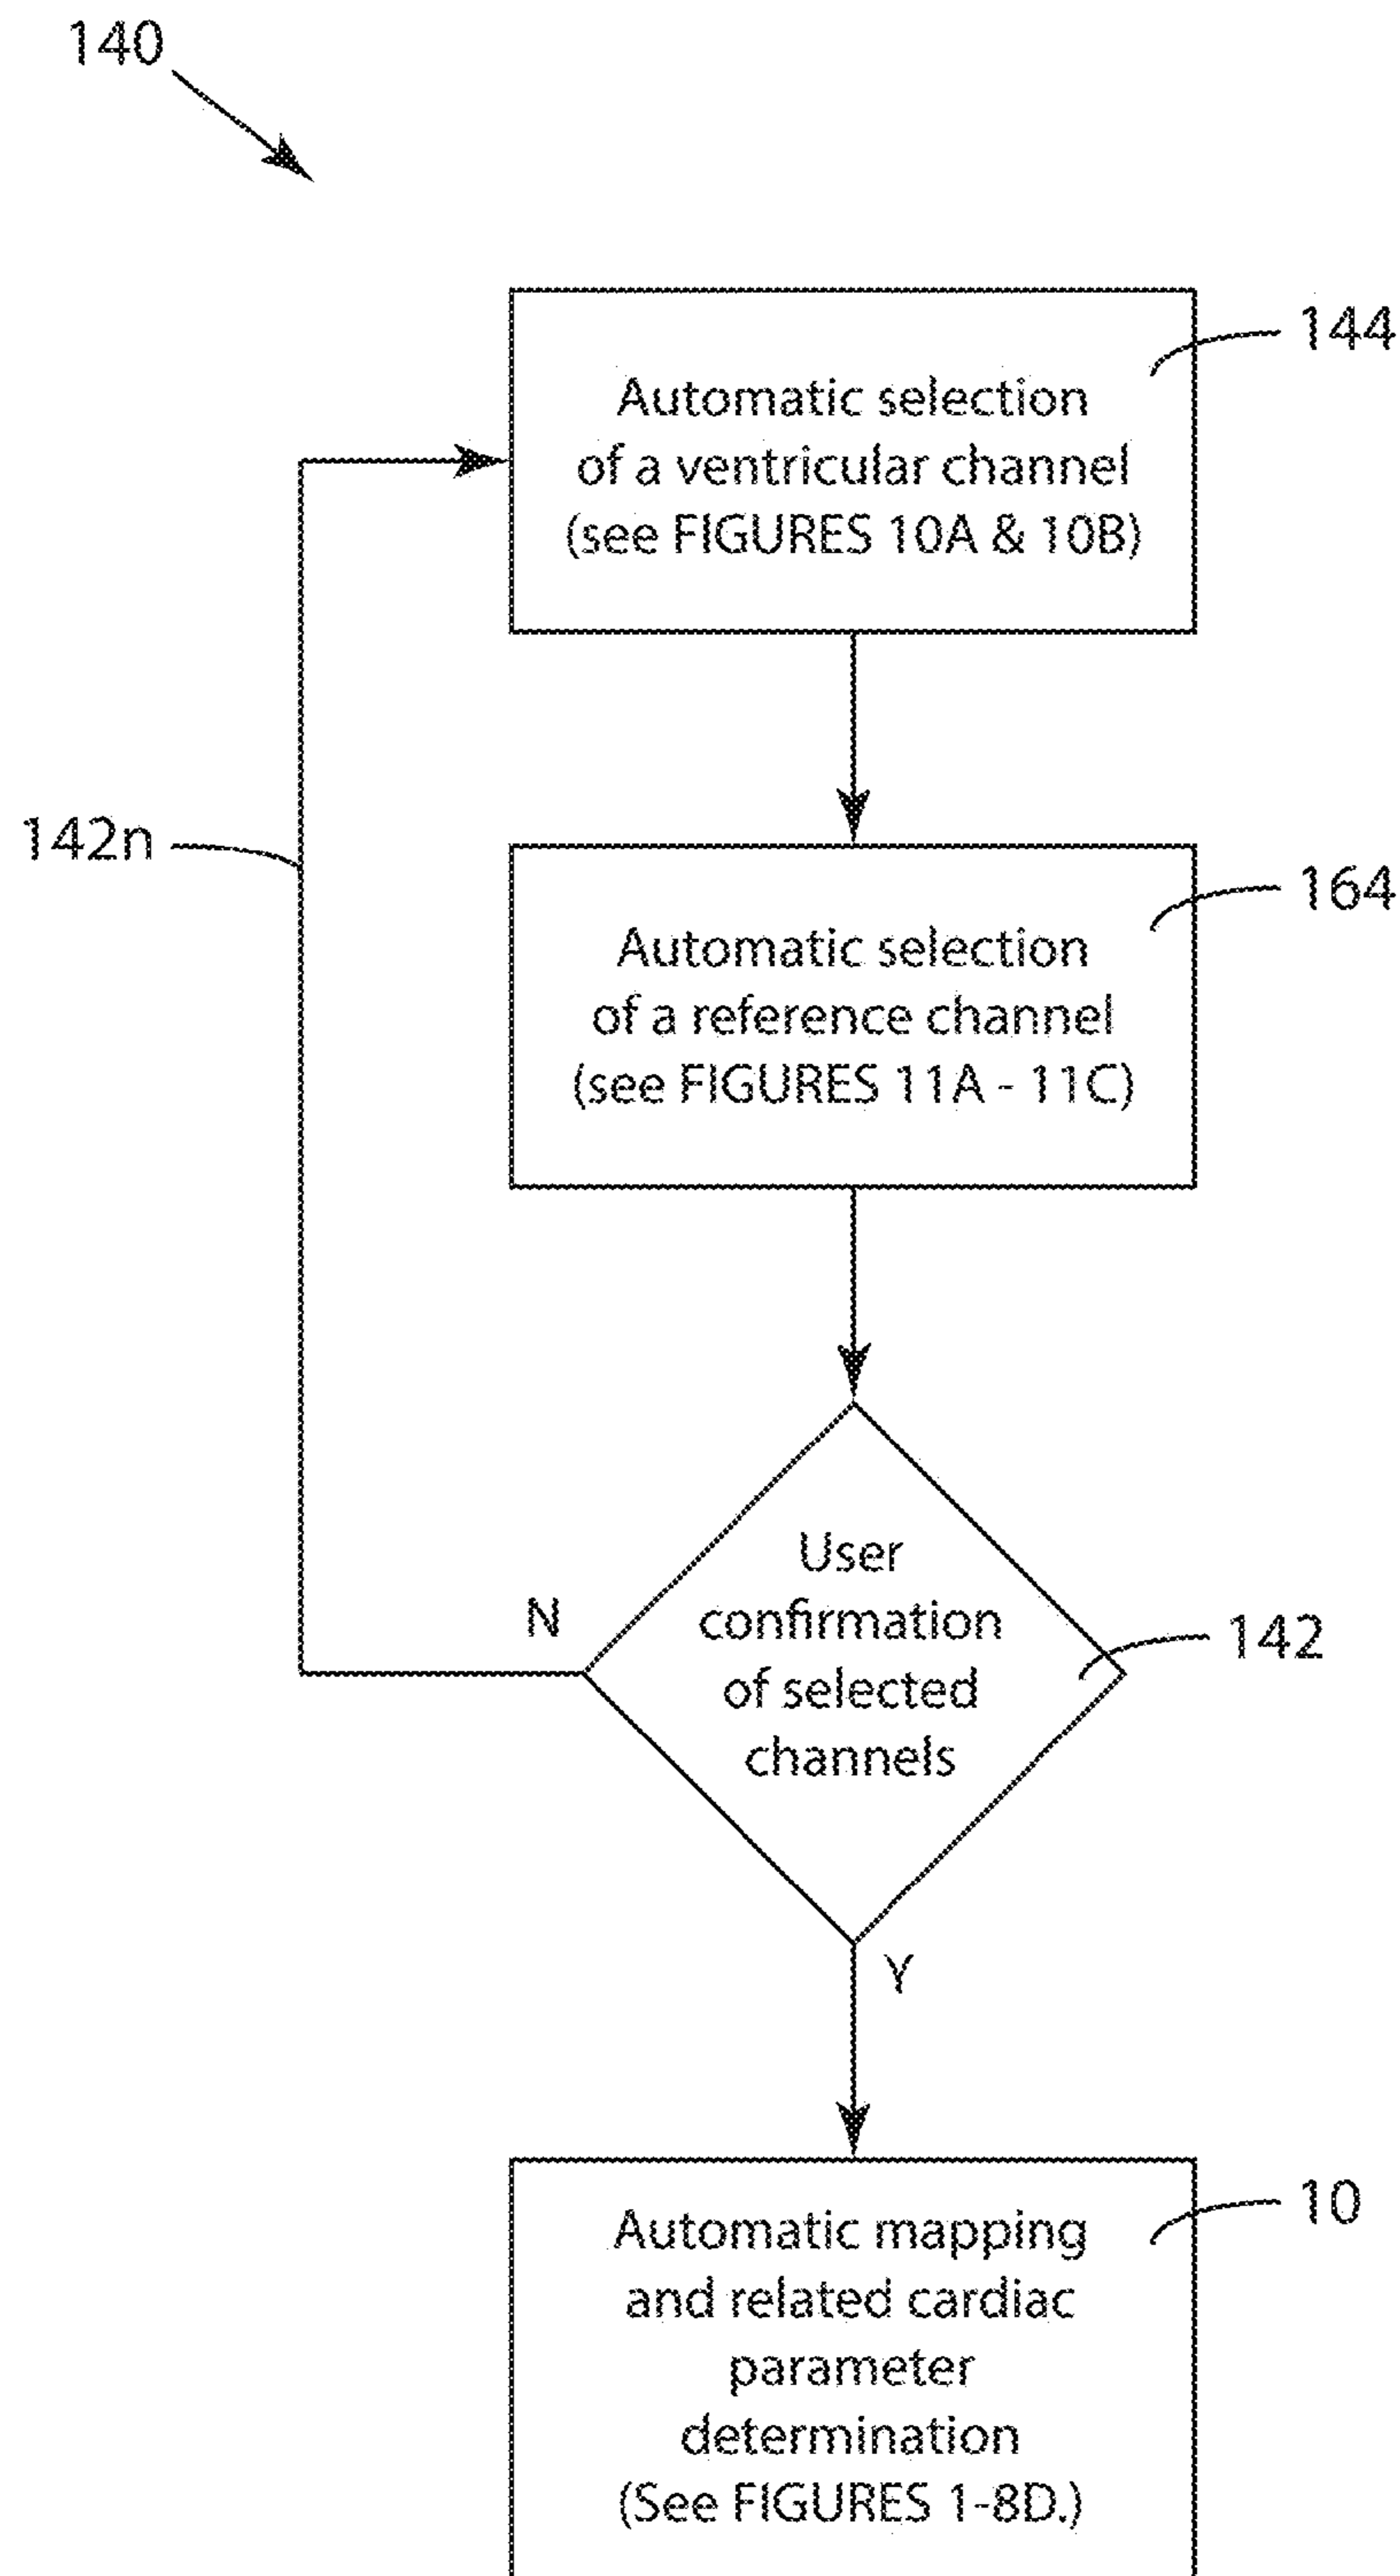 140
144
Automatic selection
of a ventricular channel
(see FIGURES 10A & 10B)
142n
164
Automatic selection
of a reference channel
(see FIGURES 11A - 11C)
N
User
confirmation
of selected
channels
142
Y
10
Automatic mapping
and related cardiac
parameter
determination
(See FIGURES 1-8D.)